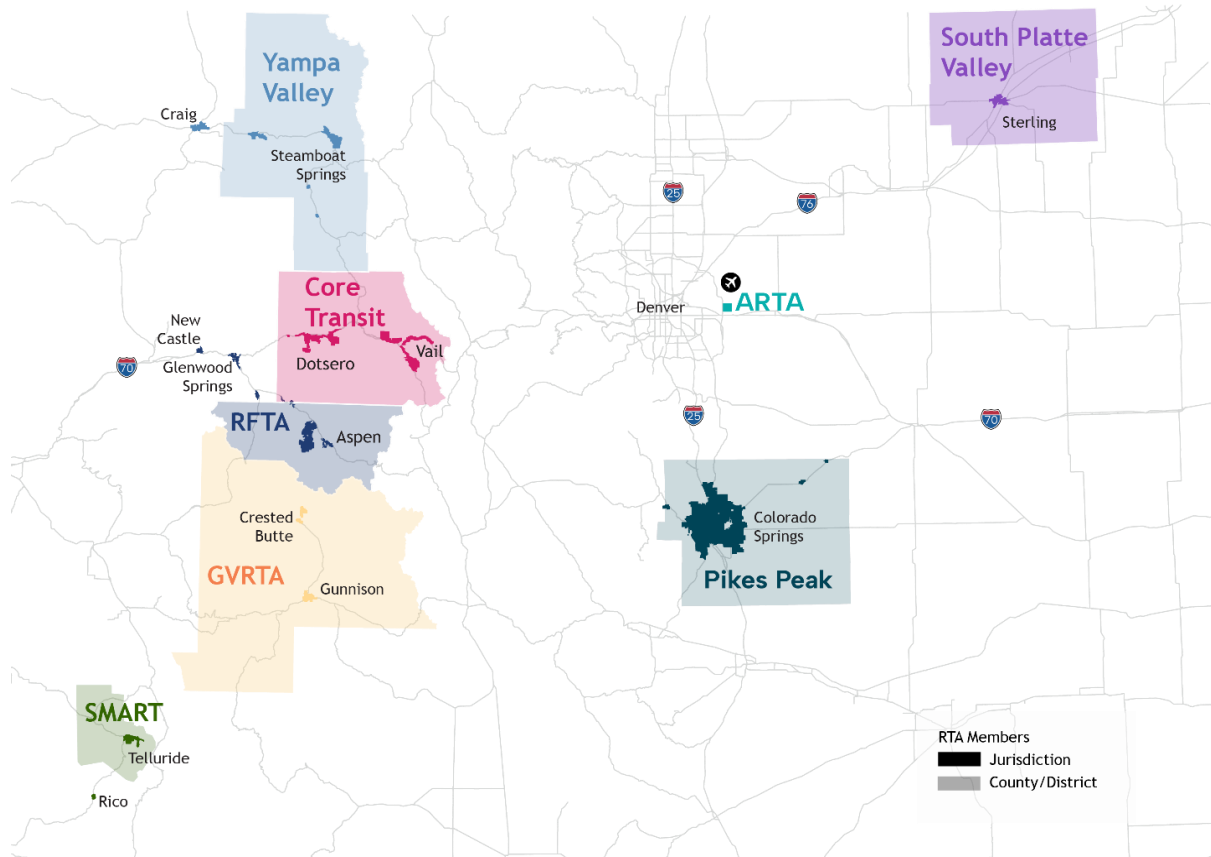 South Platte
Valley
Sterling
Yampa
Valley
Craig
Steamboat
Springs
25
76
Core
Transit
Denver
ARTA
New
Castle
Vail
Dotsero
Glenwood
Springs
70
RFTA
Aspen
25
70
Crested
Butte
Colorado
Springs
GVRTA
Gunnison
Pikes Peak
SMART
Telluride
Rico
RTA Members
Jurisdiction
County/District